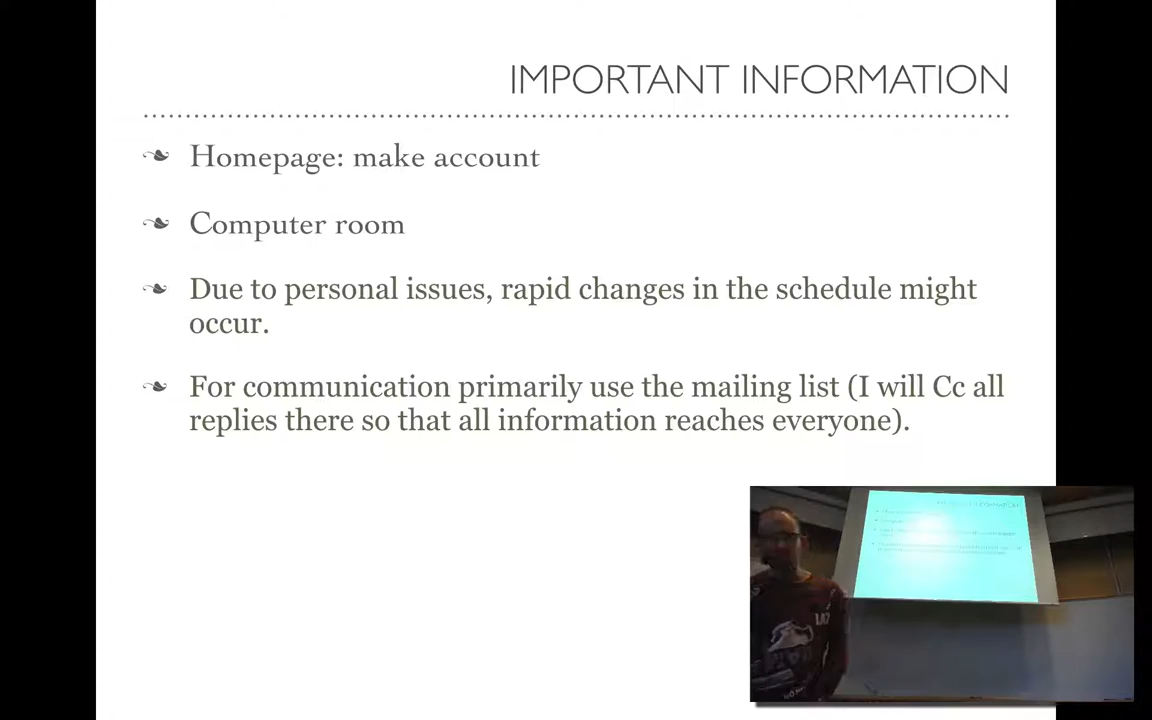 IMPORTANT INFORMATION
Homepage: make account
Computer room
Due to personal issues, rapid changes in the schedule might
occur.
For communication primarily use the mailing list (I will Cc all
replies there so that all information reaches everyone).